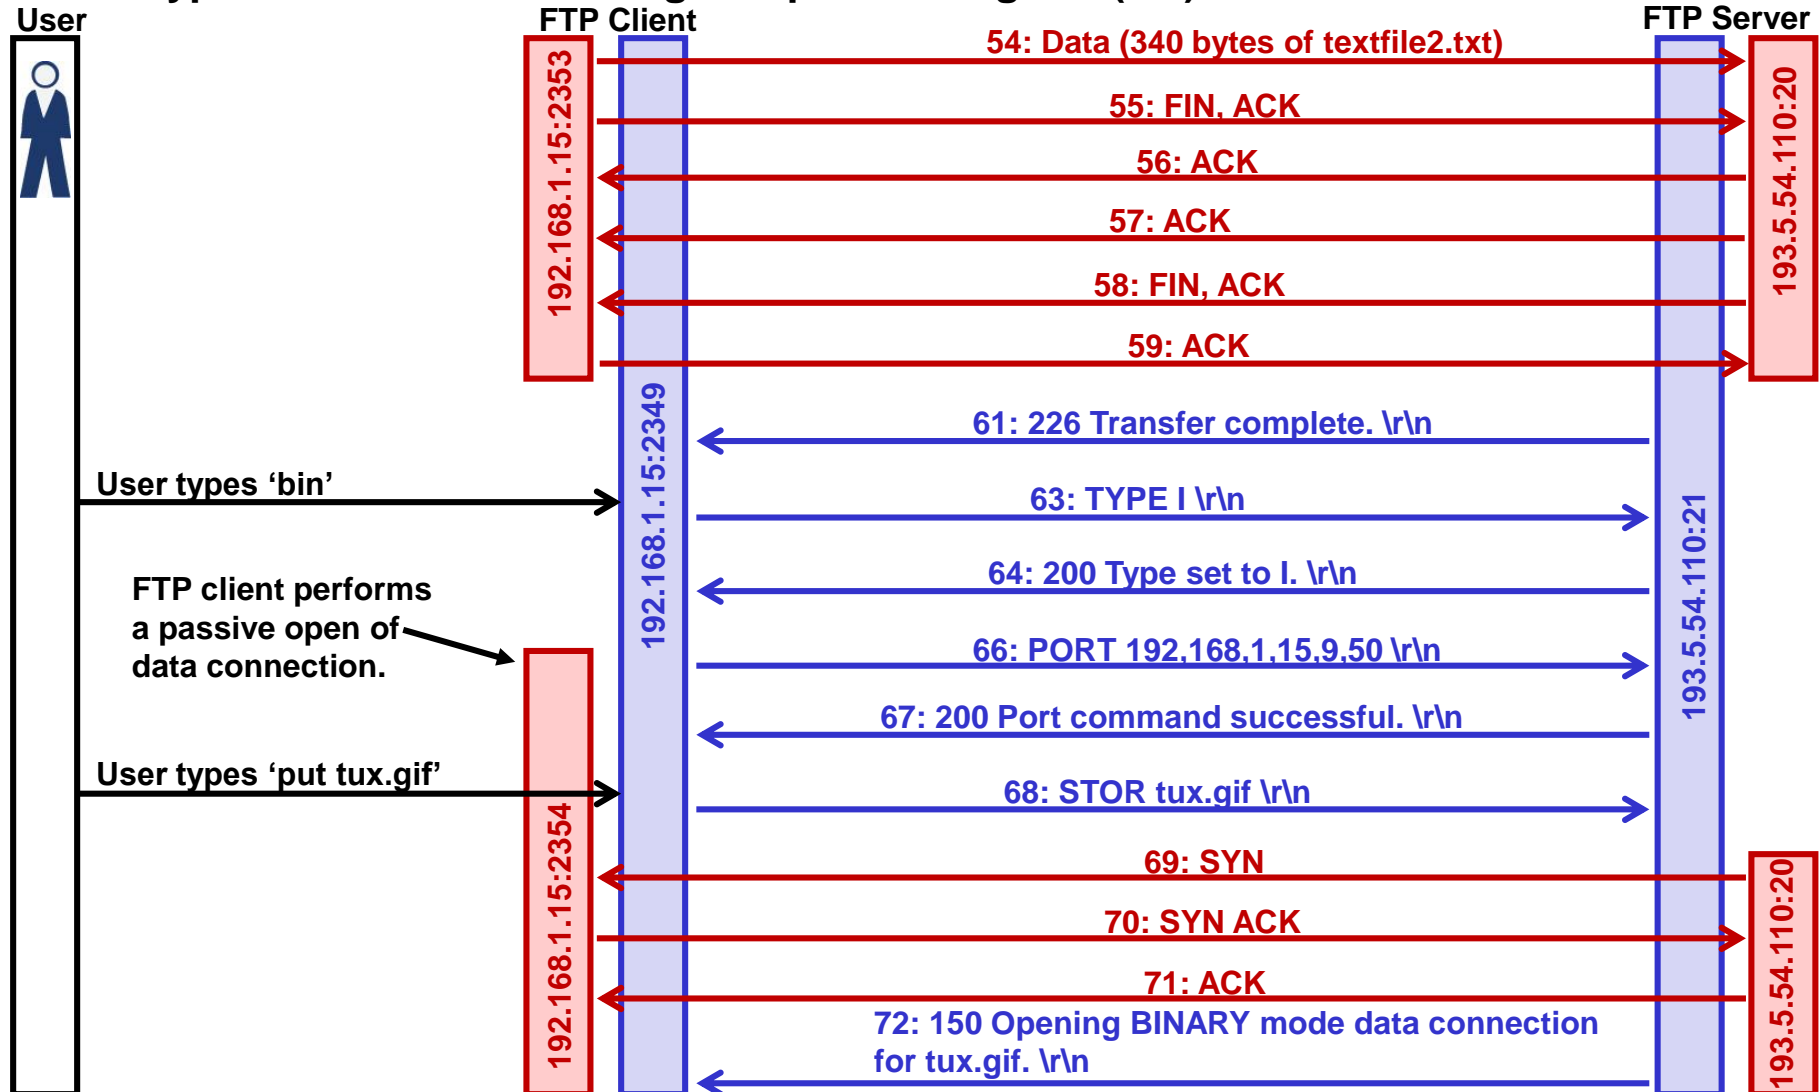 User
FTP Client
FTP Server
54: Data (340 bytes of textfile2.txt)
55: FIN, ACK
56: ACK
57: ACK
58: FIN, ACK
59: ACK
192.168.1.15:2353
193.5.54.110:20
61: 226 Transfer complete. \r\n
User types ‘bin’
63: TYPE I \r\n
64: 200 Type set to I. \r\n
192.168.1.15:2349
193.5.54.110:21
FTP client performs
a passive open of
data connection.
66: PORT 192,168,1,15,9,50 \r\n
67: 200 Port command successful. \r\n
User types ‘put tux.gif’
68: STOR tux.gif \r\n
69: SYN
70: SYN ACK
71: ACK
192.168.1.15:2354
193.5.54.110:20
72: 150 Opening BINARY mode data connection
for tux.gif. \r\n